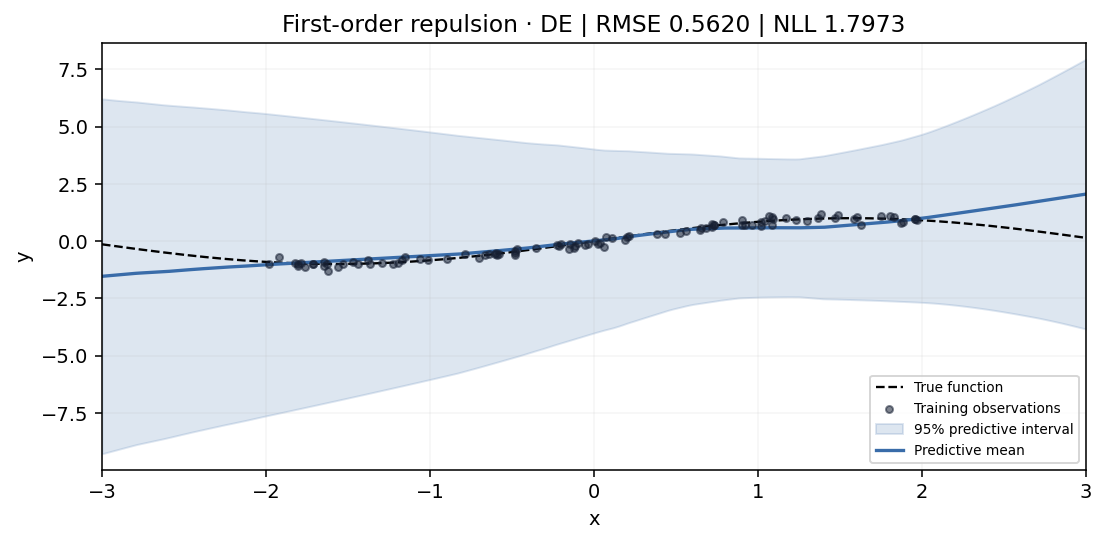 First-order repulsion · DE | RMSE 0.5620 | NLL 1.7973
7.5
5.0
2.5
0.0
−2.5
−5.0
−7.5
y
−3
−2
−1
0
1
2
3
x
True function
Training observations
95% predictive interval
Predictive mean